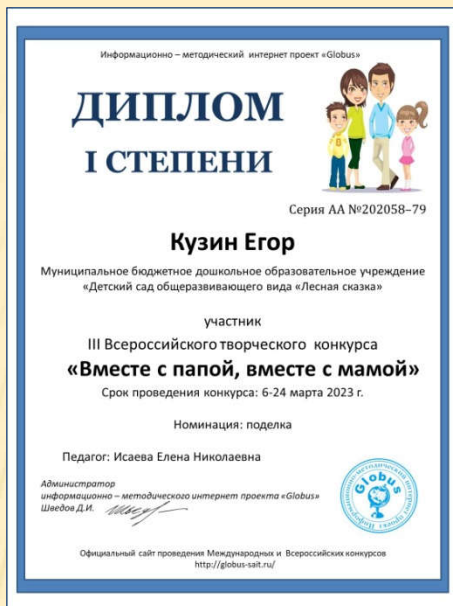 Информационно – методический интернет проект «Globus»
ДИПЛОМ
I СТЕПЕНИ
Серия АА №202058–79
Кузин Егор
Муниципальное бюджетное дошкольное образовательное учреждение
«Детский сад общеразвивающего вида «Лесная сказка»
участник
III Всероссийского творческого конкурса
«Вместе с папой, вместе с мамой»
Срок проведения конкурса: 6-24 марта 2023 г.
Номинация: поделка
Педагог: Исаева Елена Николаевна
Администратор
информационно – методического интернет проекта «Globus»
Шведов Д.И.
Globus
Официальный сайт проведения Международных и Всероссийских конкурсов
http://globus-sait.ru/